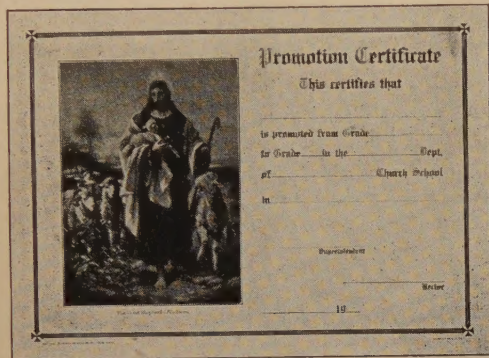 Promotion Certificate
This certifies that
is promoted from Grade
to Grade in the Dept.
of Church School
in
Superintendent
Rector
19